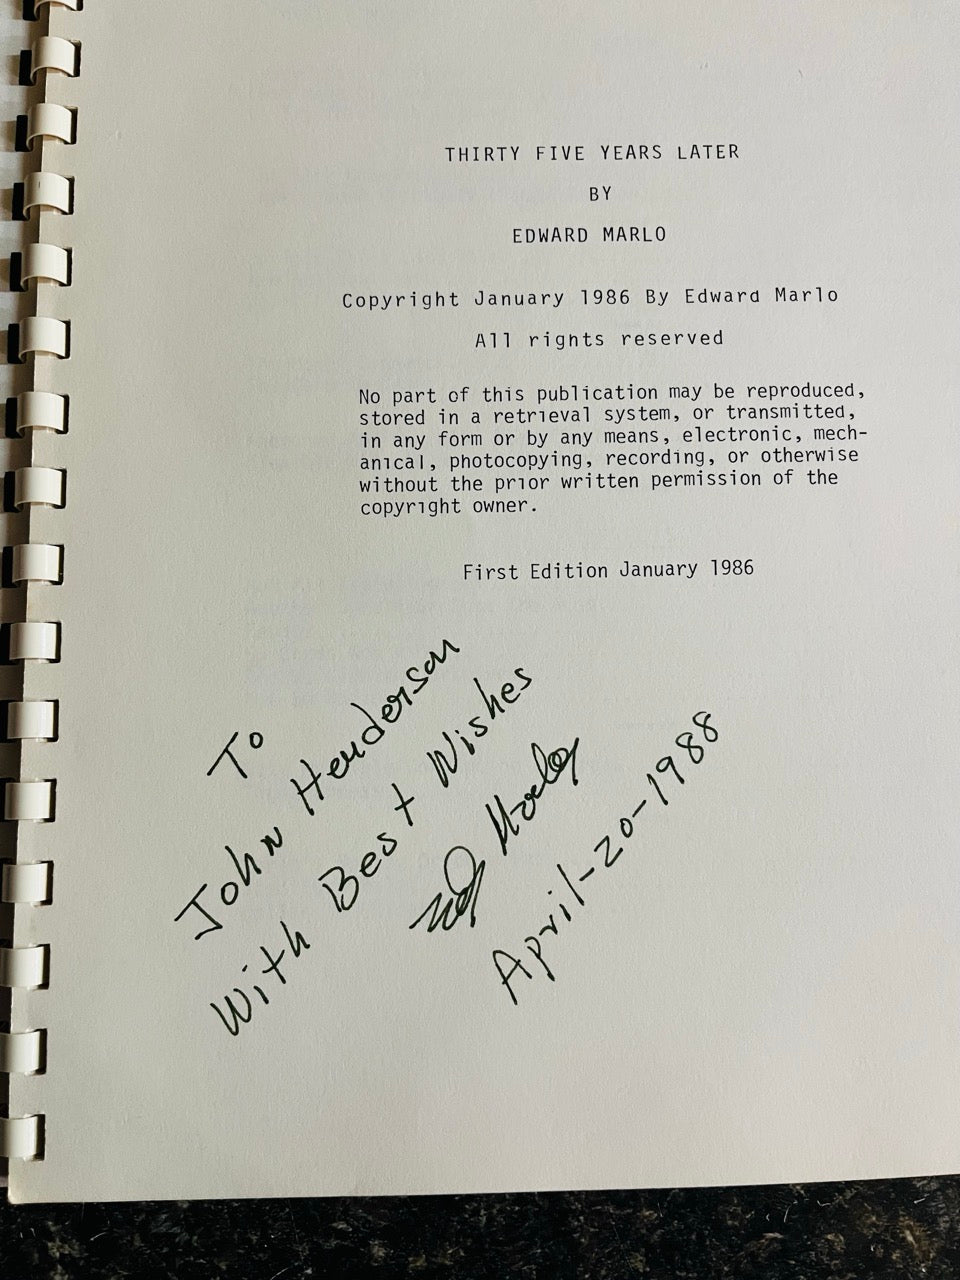 THIRTY FIVE YEARS LATER
BY
EDWARD MARLO
Copyright January 1986 By Edward Marlo
All rights reserved
No part of this publication may be reproduced,
stored in a retrieval system, or transmitted,
in any form or by any means, electronic, mech-
anical, photocopying, recording, or otherwise
without the prior written permission of the
copyright owner.
First Edition January 1986
To
John Henderson
With Best Wishes
Ed Marlo
April-20-1988